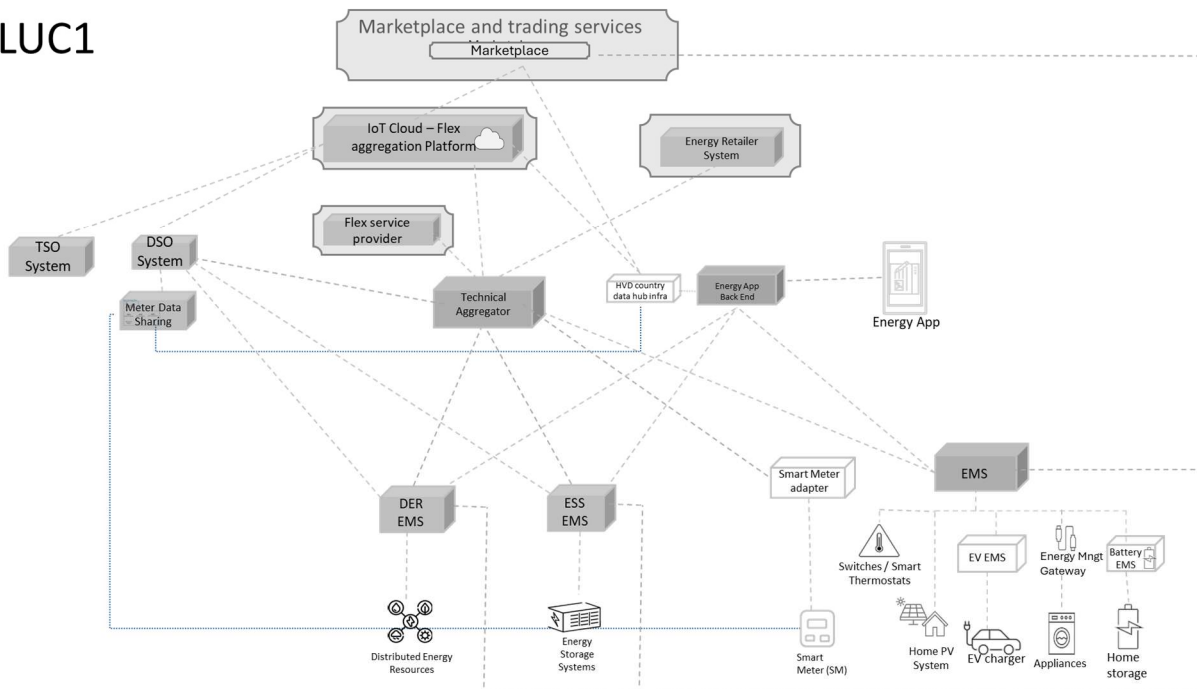 LUC1
Marketplace and trading services
Marketplace
IoT Cloud – Flex
aggregation Platform
Energy Retailer
System
Flex service
provider
TSO
System
DSO
System
Meter Data
Sharing
Technical
Aggregator
HVD country
data hub infra
Energy App
Back End
Energy App
Smart Meter
adapter
EMS
DER
EMS
ESS
EMS
Switches / Smart
Thermostats
EV EMS
Energy Mngt
Gateway
Battery
EMS
Distributed Energy
Resources
Energy
Storage
Systems
Smart
Meter (SM)
Home PV
System
EV charger
Appliances
Home
storage